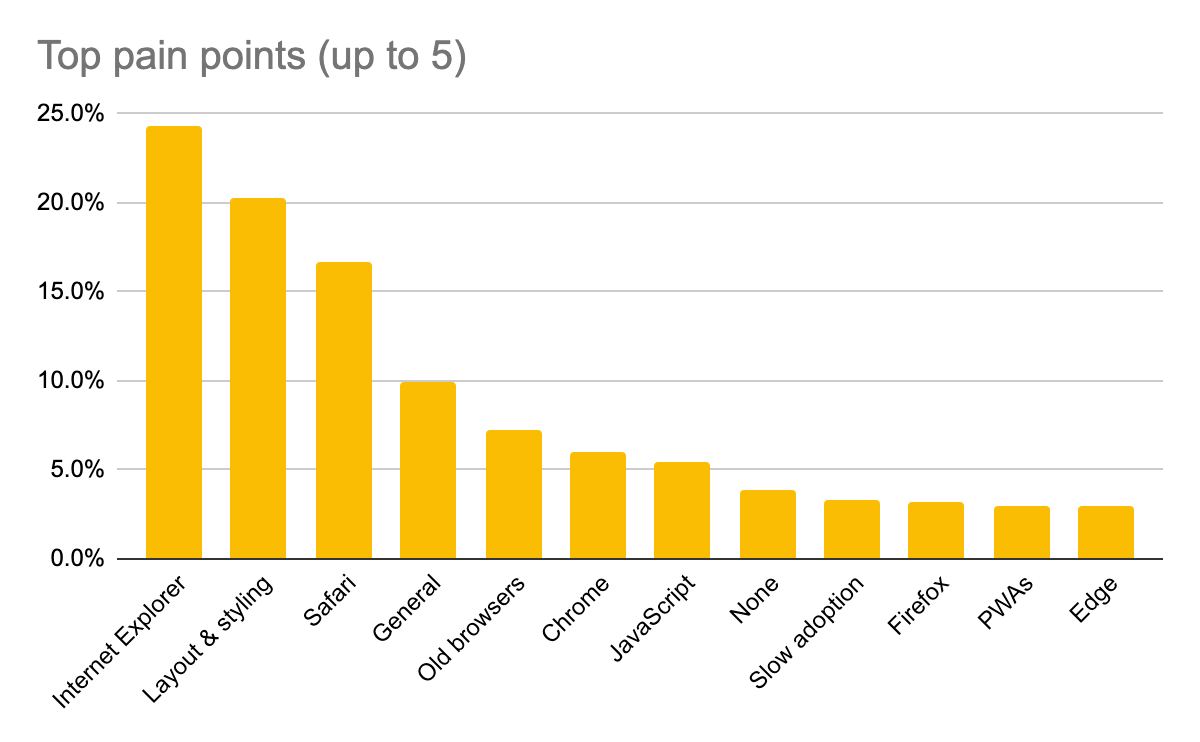 Top pain points (up to 5)
25.0%
20.0%
15.0%
10.0%
5.0%
0.0%
Internet Explorer
Layout & styling
Safari
General
Old browsers
Chrome
JavaScript
None
Slow adoption
Firefox
PWAs
Edge